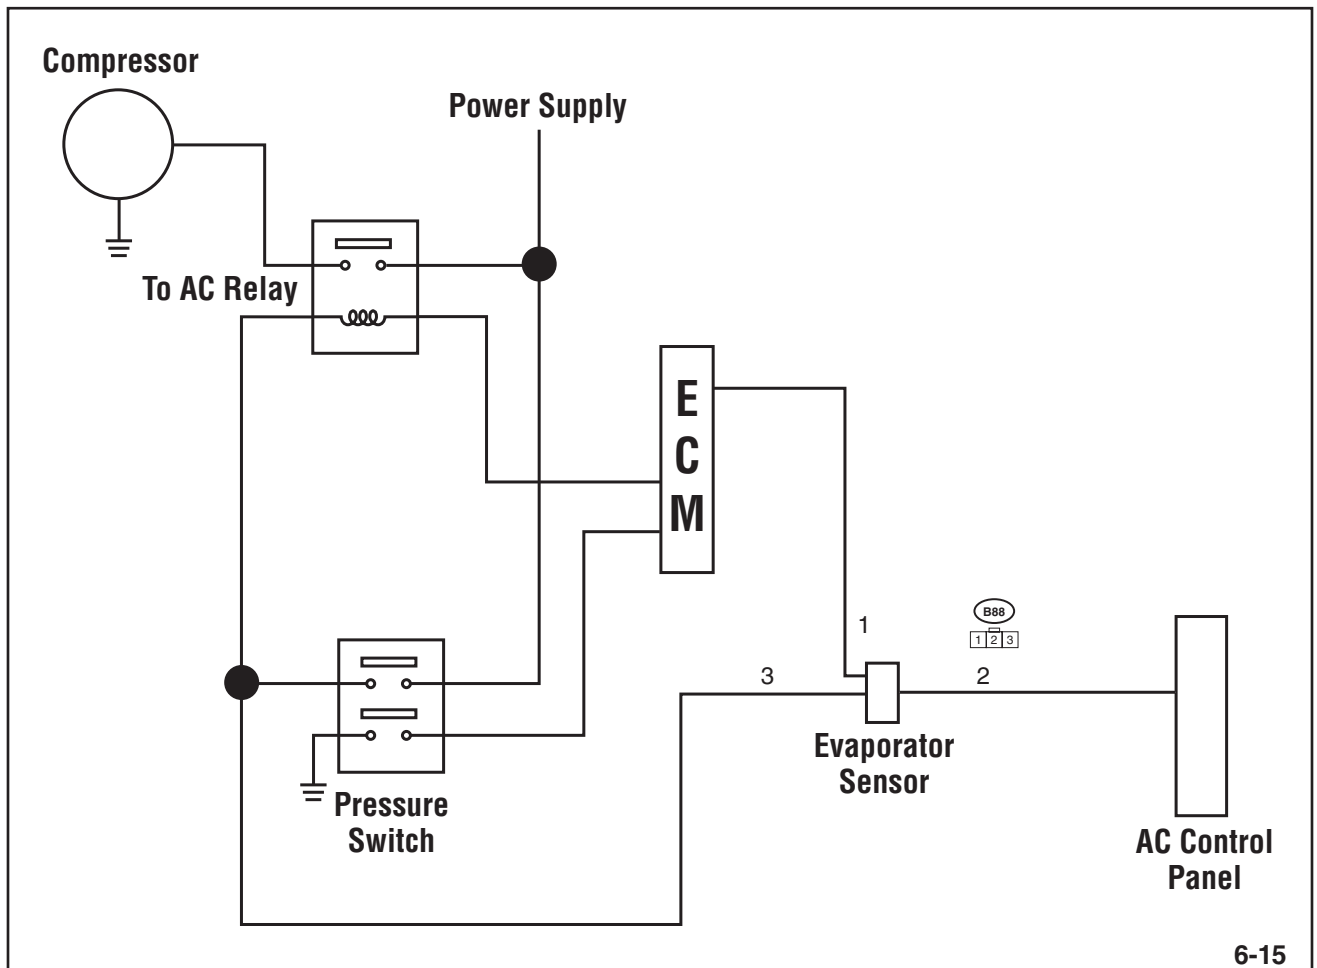 Compressor
Power Supply
To AC Relay
E
C
M
1
B88
1 2 3
3
2
Evaporator
Sensor
Pressure
Switch
AC Control
Panel
6-15